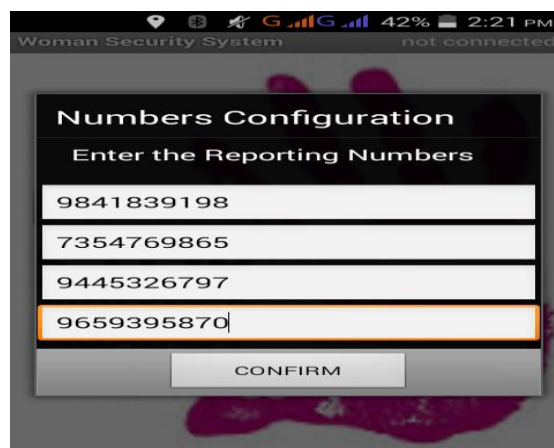 G G 42% 2:21 PM
Woman Security System not connected
Numbers Configuration
Enter the Reporting Numbers
9841839198
7354769865
9445326797
9659395870
CONFIRM